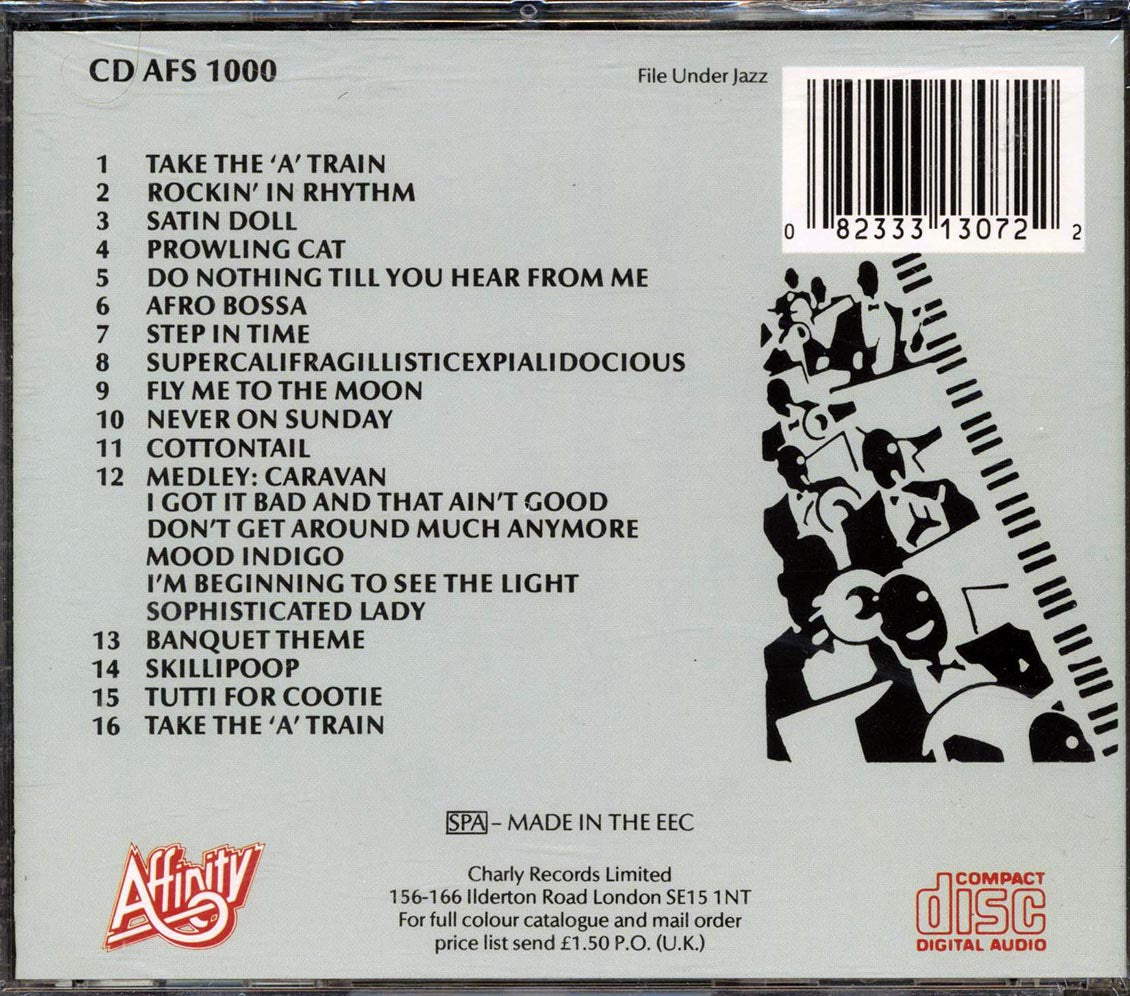 CD AFS 1000
File Under Jazz
0 82333 13072 2
1 TAKE THE ‘A’ TRAIN
2 ROCKIN’ IN RHYTHM
3 SATIN DOLL
4 PROWLING CAT
5 DO NOTHING TILL YOU HEAR FROM ME
6 AFRO BOSSA
7 STEP IN TIME
8 SUPERCALIFRAGILLISTICEXPIALIDOCIOUS
9 FLY ME TO THE MOON
10 NEVER ON SUNDAY
11 COTTONTAIL
12 MEDLEY: CARAVAN
I GOT IT BAD AND THAT AIN’T GOOD
DON’T GET AROUND MUCH ANYMORE
MOOD INDIGO
I’M BEGINNING TO SEE THE LIGHT
SOPHISTICATED LADY
13 BANQUET THEME
14 SKILLIPOOP
15 TUTTI FOR COOTIE
16 TAKE THE ‘A’ TRAIN
SPA – MADE IN THE EEC
Affinity
Charly Records Limited
156-166 Ilderton Road London SE15 1NT
For full colour catalogue and mail order
price list send £1.50 P.O. (U.K.)
COMPACT
disc
DIGITAL AUDIO